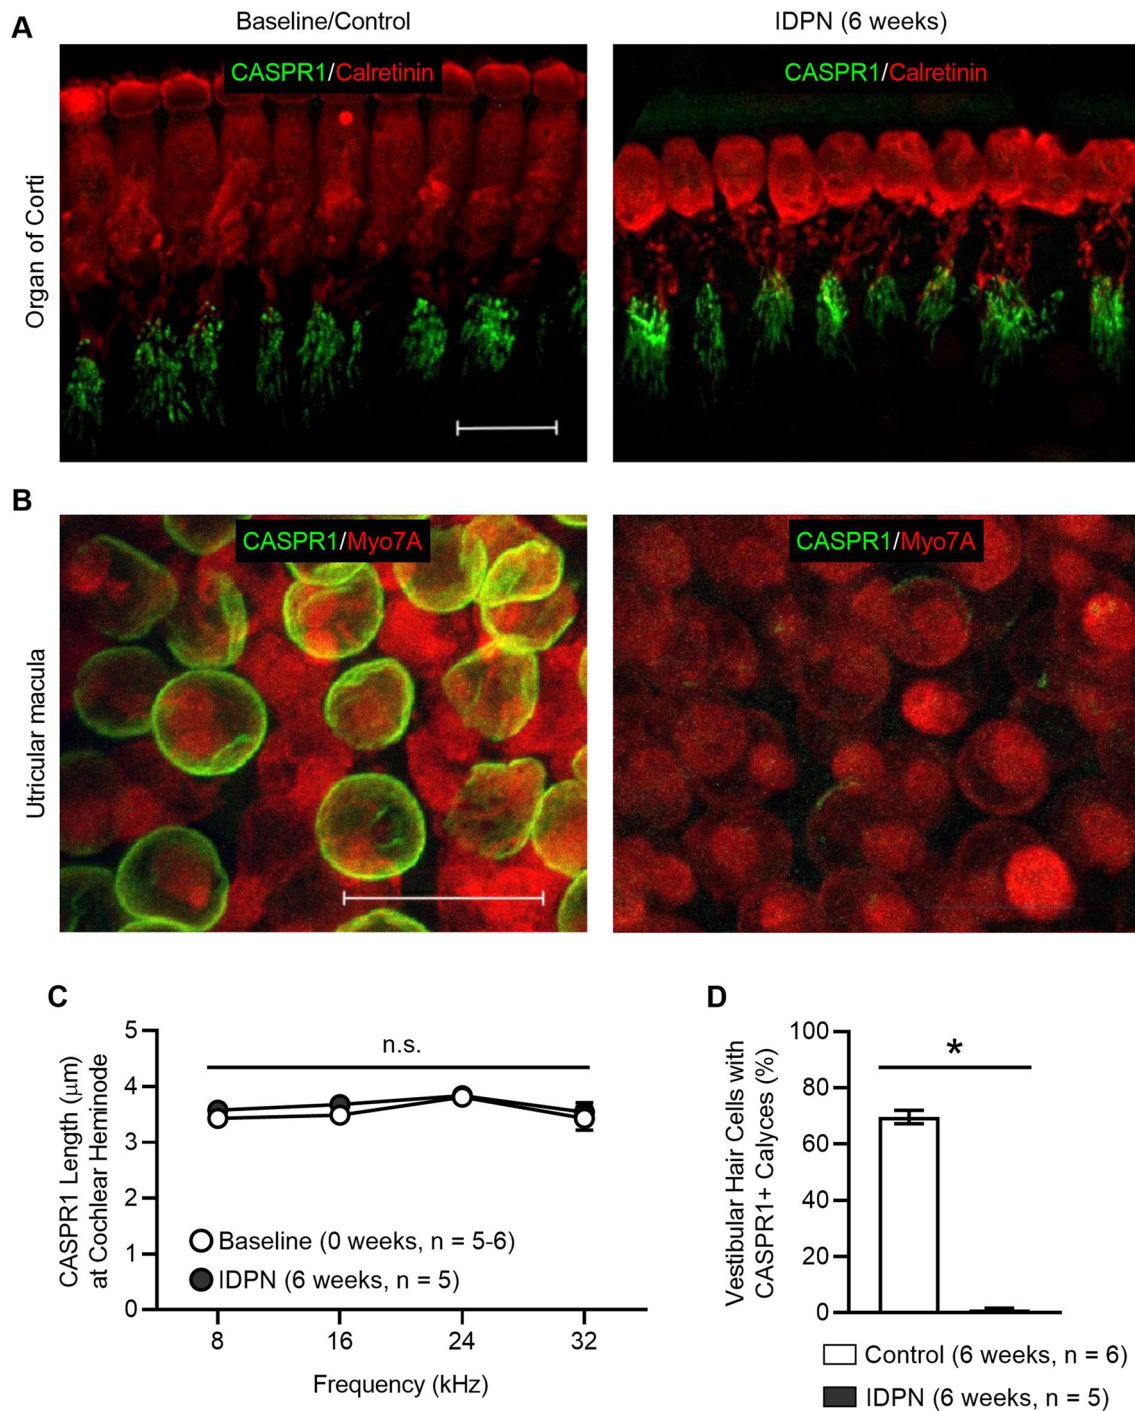 A
Baseline/Control
IDPN (6 weeks)
CASPR1/Calretinin
CASPR1/Calretinin
Organ of Corti
B
CASPR1/Myo7A
CASPR1/Myo7A
Utricular macula
C
CASPR1 Length (μm)
at Cochlear Heminode
5
4
3
2
1
0
n.s.
Baseline (0 weeks, n = 5-6)
IDPN (6 weeks, n = 5)
8 16 24 32
Frequency (kHz)
D
Vestibular Hair Cells with
CASPR1+ Calyces (%)
100
80
60
40
20
0
*
Control (6 weeks, n = 6)
IDPN (6 weeks, n = 5)